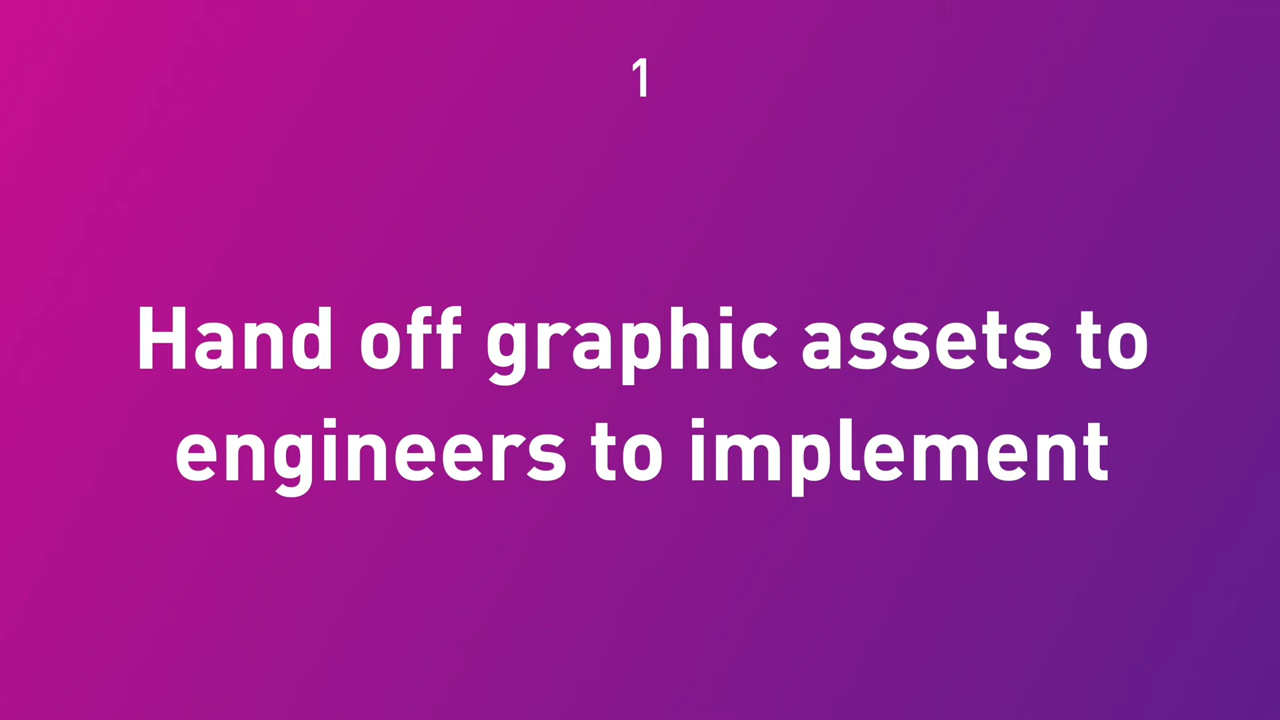 1
Hand off graphic assets to
engineers to implement